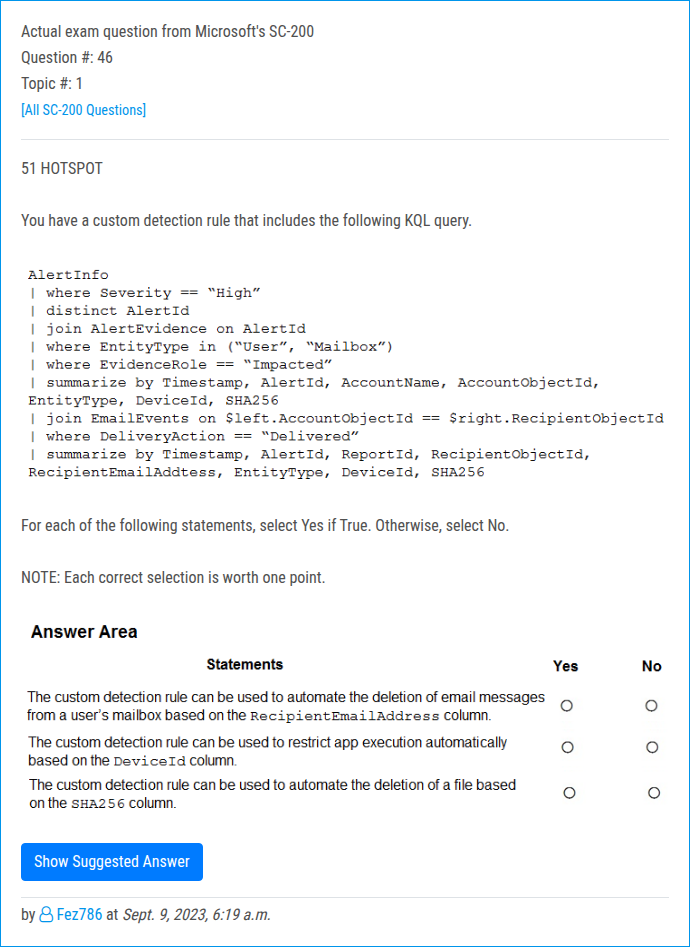 Actual exam question from Microsoft's SC-200
Question #: 46
Topic #: 1
[All SC-200 Questions]
51 HOTSPOT
You have a custom detection rule that includes the following KQL query.
AlertInfo
| where Severity == “High”
| distinct AlertId
| join AlertEvidence on AlertId
| where EntityType in (“User”, “Mailbox”)
| where EvidenceRole == “Impacted”
| summarize by Timestamp, AlertId, AccountName, AccountObjectId,
EntityType, DeviceId, SHA256
| join EmailEvents on $left.AccountObjectId == $right.RecipientObjectId
| where DeliveryAction == “Delivered”
| summarize by Timestamp, AlertId, ReportId, RecipientObjectId,
RecipientEmailAddtess, EntityType, DeviceId, SHA256
For each of the following statements, select Yes if True. Otherwise, select No.
NOTE: Each correct selection is worth one point.
Answer Area
Statements Yes No
The custom detection rule can be used to automate the deletion of email messages
from a user's mailbox based on the RecipientEmailAddress column.
The custom detection rule can be used to restrict app execution automatically
based on the DeviceId column.
The custom detection rule can be used to automate the deletion of a file based
on the SHA256 column.
Show Suggested Answer
by Fez786 at Sept. 9, 2023, 6:19 a.m.